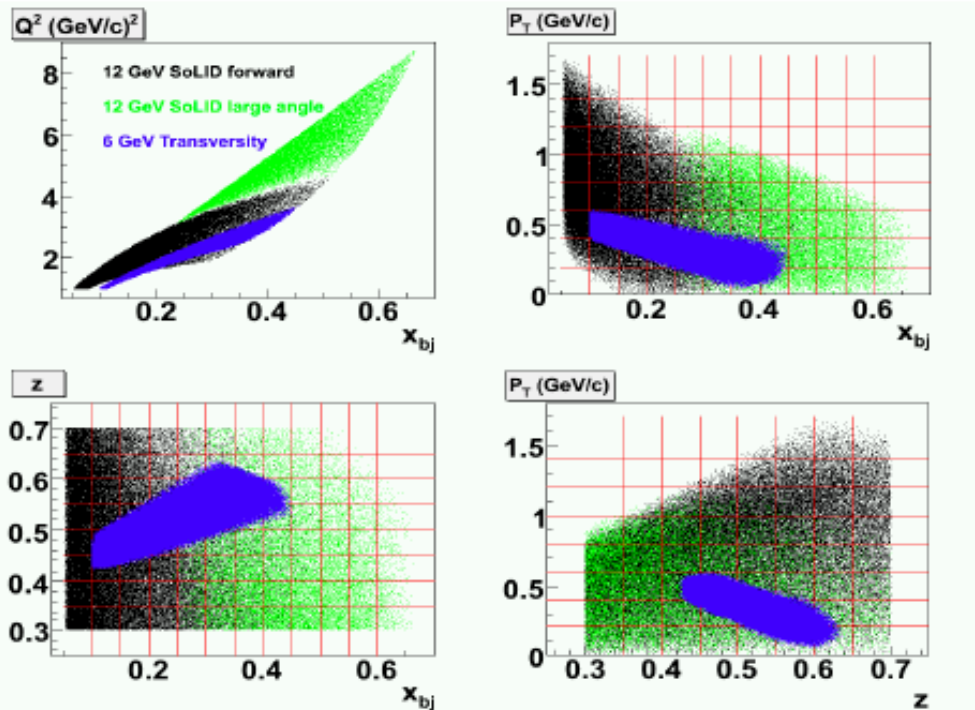 Q² (GeV/c)²
8
6
4
2
12 GeV SoLID forward
12 GeV SoLID large angle
6 GeV Transversity
0.2 0.4 0.6
x_bj
P_T (GeV/c)
1.5
1
0.5
0
0.2 0.4 0.6
x_bj
z
0.7
0.6
0.5
0.4
0.3
0.2 0.4 0.6
x_bj
P_T (GeV/c)
1.5
1
0.5
0
0.3 0.4 0.5 0.6 0.7
z